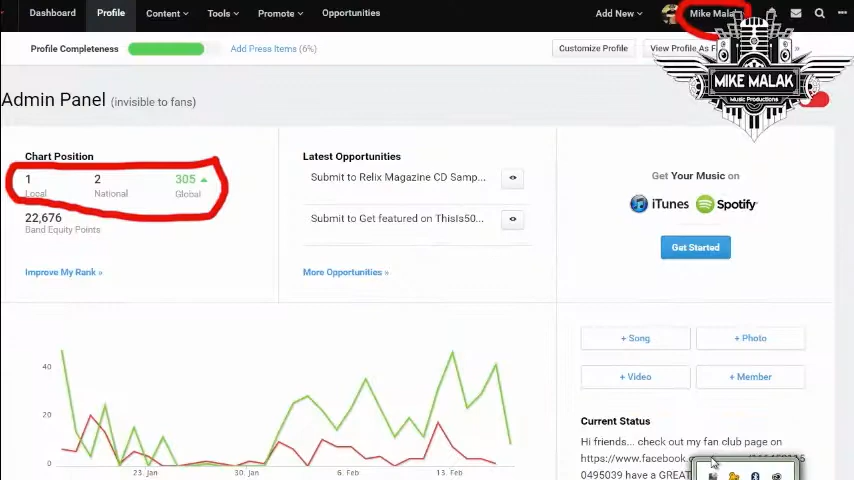 Dashboard Profile Content Tools Promote Opportunities Add New Mike Malak
Profile Completeness Add Press Items (6%) Customize Profile View Profile As »
MIKE MALAK
Music Productions
Admin Panel (invisible to fans)
Chart Position
1 2 305
Local National Global
22,676
Band Equity Points
Improve My Rank »
Latest Opportunities
Submit to Relix Magazine CD Samp...
Submit to Get featured on ThisIs50...
More Opportunities »
Get Your Music on
iTunes Spotify
Get Started
40
20
0
23. Jan 30. Jan 6. Feb 13. Feb
+ Song + Photo
+ Video + Member
Current Status
Hi friends... check out my fan club page on
https://www.facebook.
0495039 have a GREAT